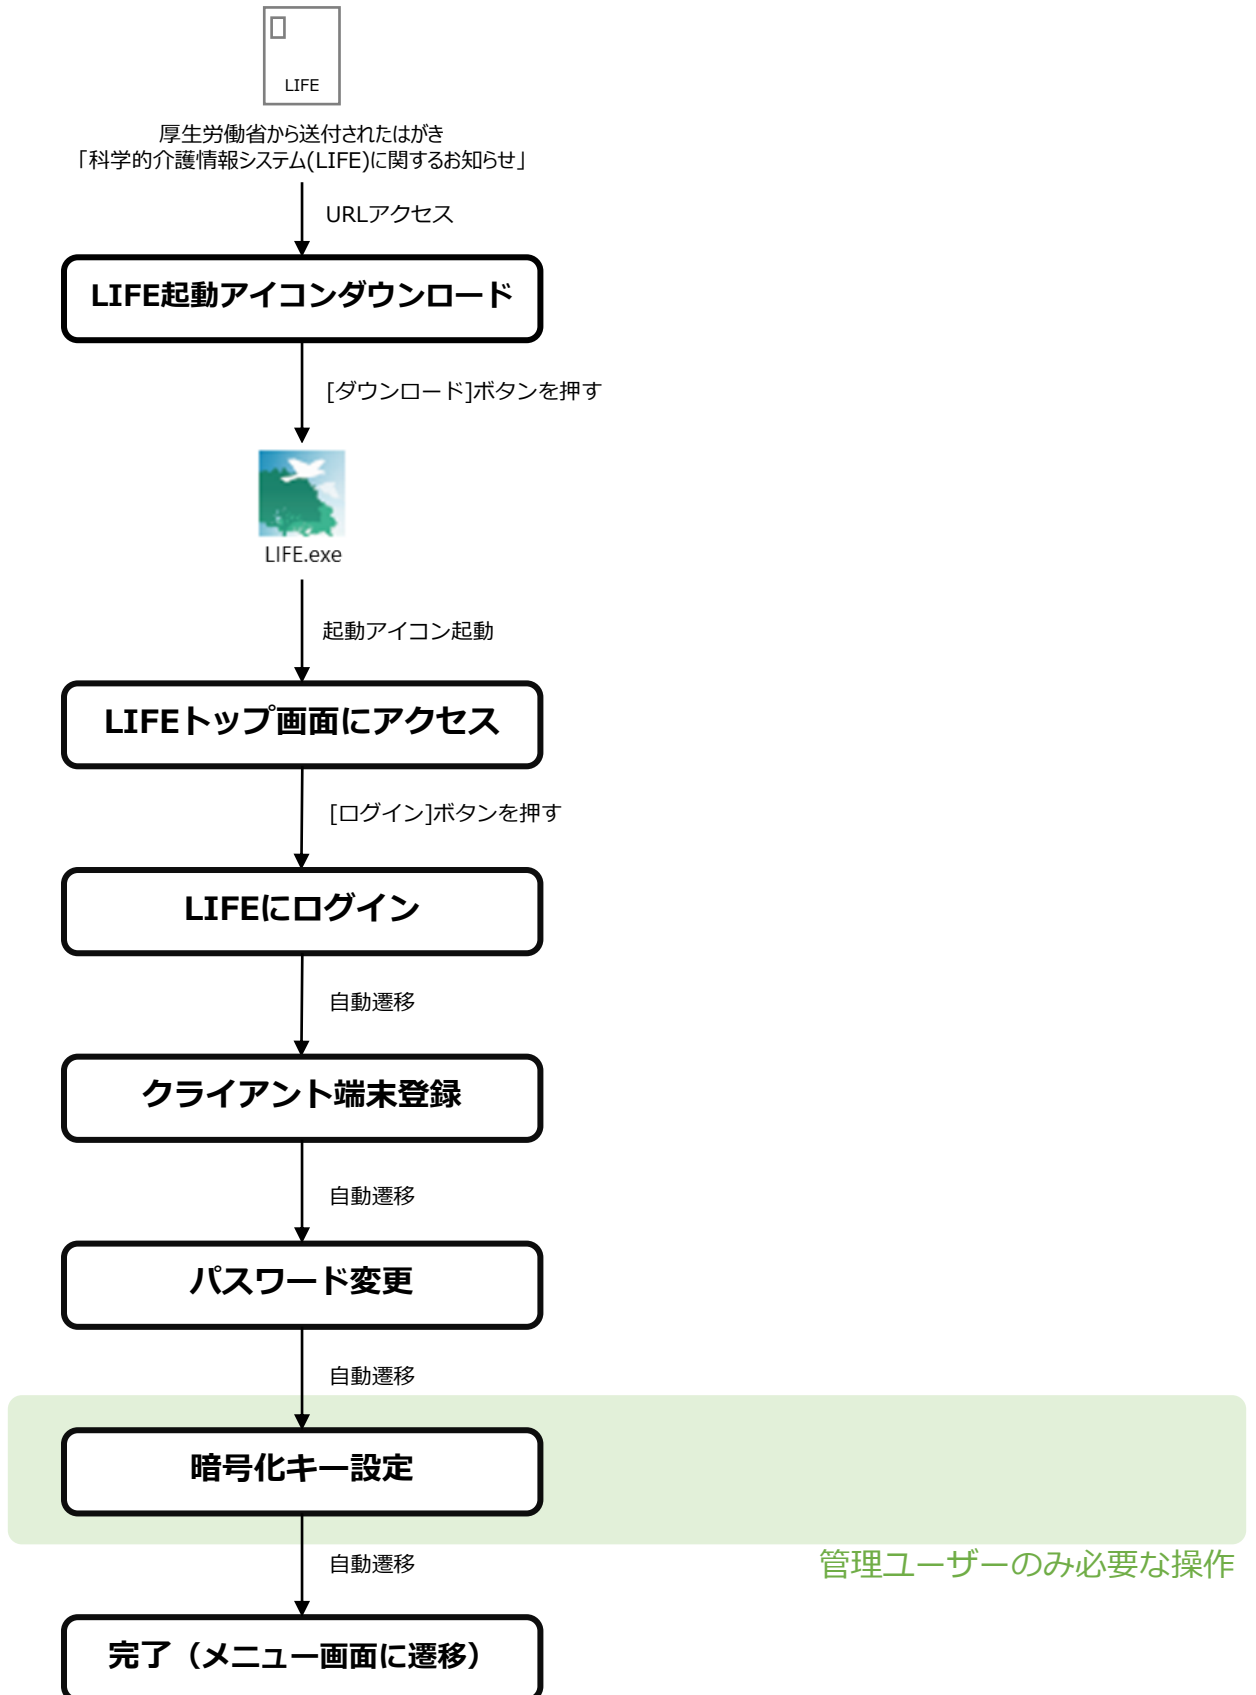 LIFE
厚生労働省から送付されたはがき
「科学的介護情報システム(LIFE)に関するお知らせ」
URLアクセス
LIFE起動アイコンダウンロード
[ダウンロード]ボタンを押す
LIFE.exe
起動アイコン起動
LIFEトップ画面にアクセス
[ログイン]ボタンを押す
LIFEにログイン
自動遷移
クライアント端末登録
自動遷移
パスワード変更
自動遷移
暗号化キー設定
自動遷移
管理ユーザーのみ必要な操作
完了（メニュー画面に遷移）